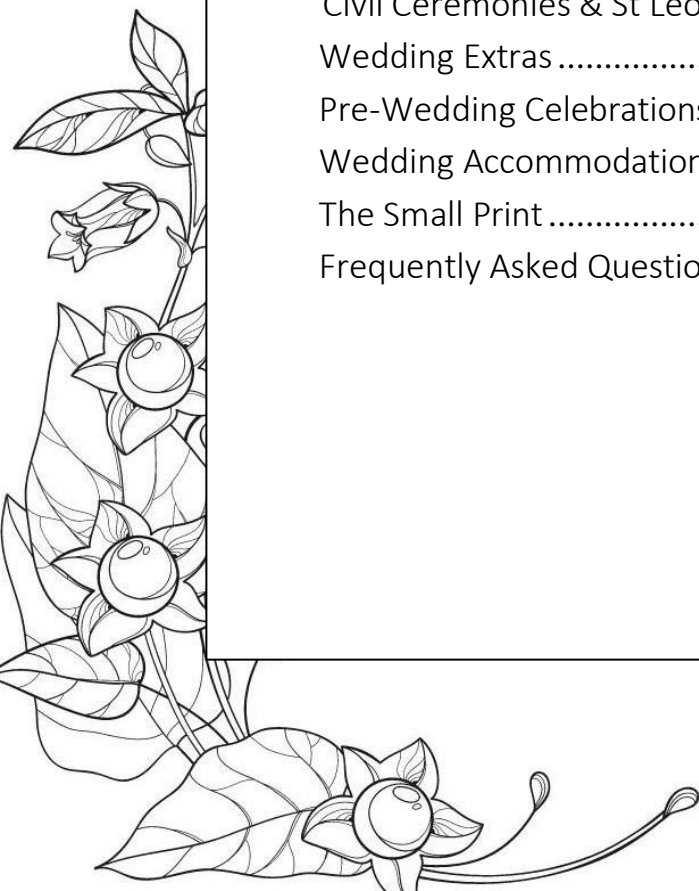 Civil Ceremonies & St Leo
Wedding Extras ...............
Pre-Wedding Celebrations
Wedding Accommodation
The Small Print ................
Frequently Asked Questio